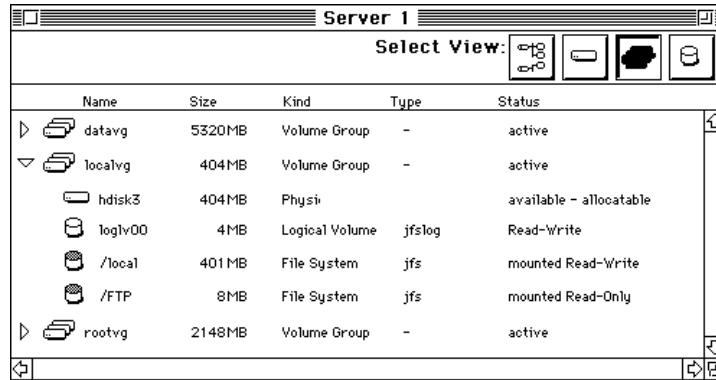 Server 1
Select View:
Name Size Kind Type Status
datavg 5320MB Volume Group - active
localvg 404MB Volume Group - active
hdisk3 404MB available - allocatable
loglv00 4MB Logical Volume jfslog Read-Write
/local 401MB File System jfs mounted Read-Write
/FTP 8MB File System jfs mounted Read-Only
rootvg 2148MB Volume Group - active